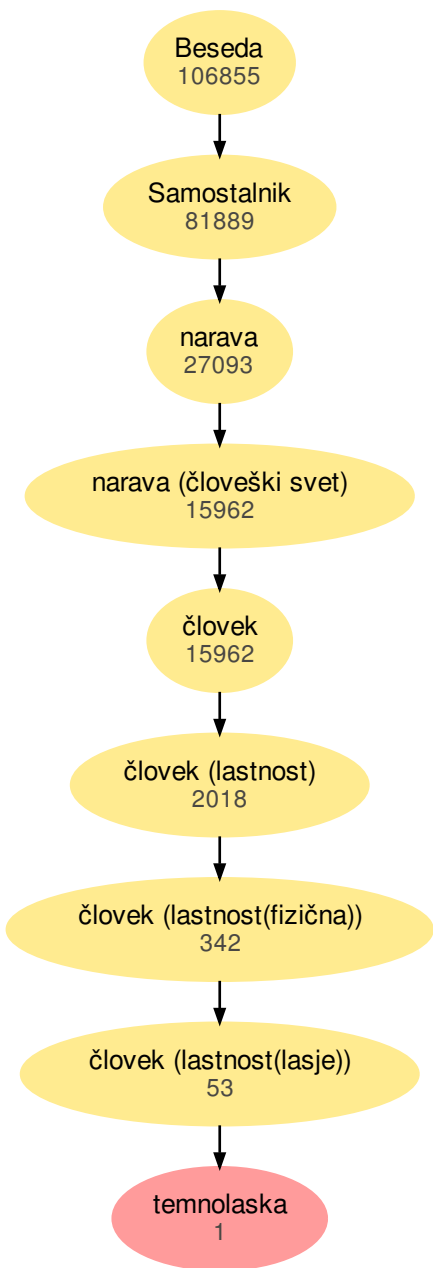 Beseda
106855
Samostalnik
81889
narava
27093
narava (človeški svet)
15962
človek
15962
človek (lastnost)
2018
človek (lastnost(fizična))
342
človek (lastnost(lasje))
53
temnolaska
1